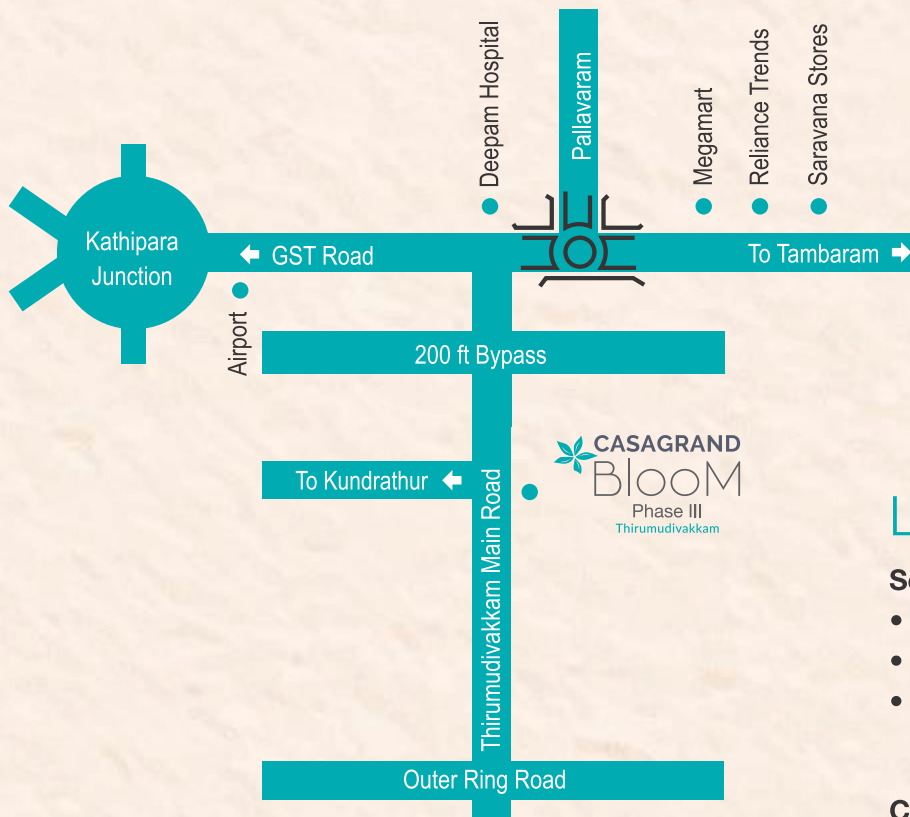 Deepam Hospital
Pallavaram
Megamart
Reliance Trends
Saravana Stores
Kathipara
Junction
GST Road
To Tambaram
Airport
200 ft Bypass
CASAGRAND
BlooM
Phase III
Thirumudivakkam
To Kundrathur
Thirumudivakkam Main Road
Outer Ring Road